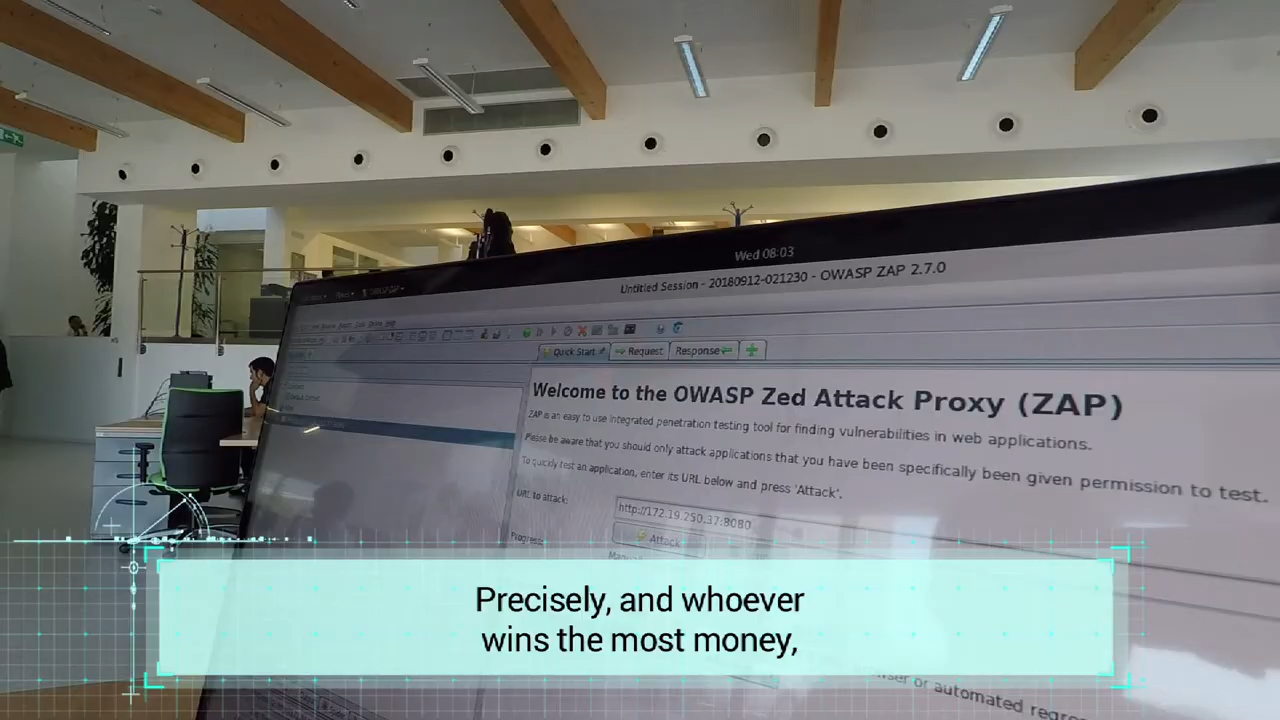 Wed 08:03
Untitled Session - 20180912-021230 - OWASP ZAP 2.7.0
Quick Start
Request
Response
Welcome to the OWASP Zed Attack Proxy (ZAP)
ZAP is an easy to use integrated penetration testing tool for finding vulnerabilities in web applications.
Please be aware that you should only attack applications that you have been specifically been given permission to test.
To quickly test an application, enter its URL below and press 'Attack'.
URL to attack:
http://172.19.250.37:8080
Progress:
Attack
Precisely, and whoever
wins the most money,
or automated